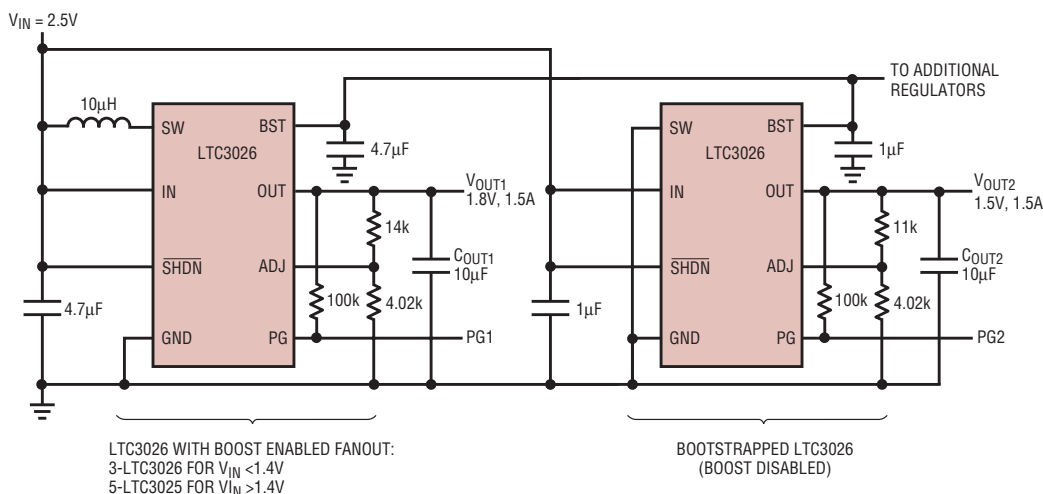 VIN = 2.5V
10µH
SW
BST
LTC3026
IN
OUT
SHDN
ADJ
GND
PG
4.7µF
4.7µF
VOUT1
1.8V, 1.5A
14k
COUT1
10µF
100k
4.02k
PG1
1µF
TO ADDITIONAL
REGULATORS
SW
BST
LTC3026
IN
OUT
SHDN
ADJ
GND
PG
1µF
VOUT2
1.5V, 1.5A
11k
COUT2
10µF
100k
4.02k
PG2
LTC3026 WITH BOOST ENABLED FANOUT:
3-LTC3026 FOR VIN <1.4V
5-LTC3025 FOR VIN >1.4V
BOOTSTRAPPED LTC3026
(BOOST DISABLED)